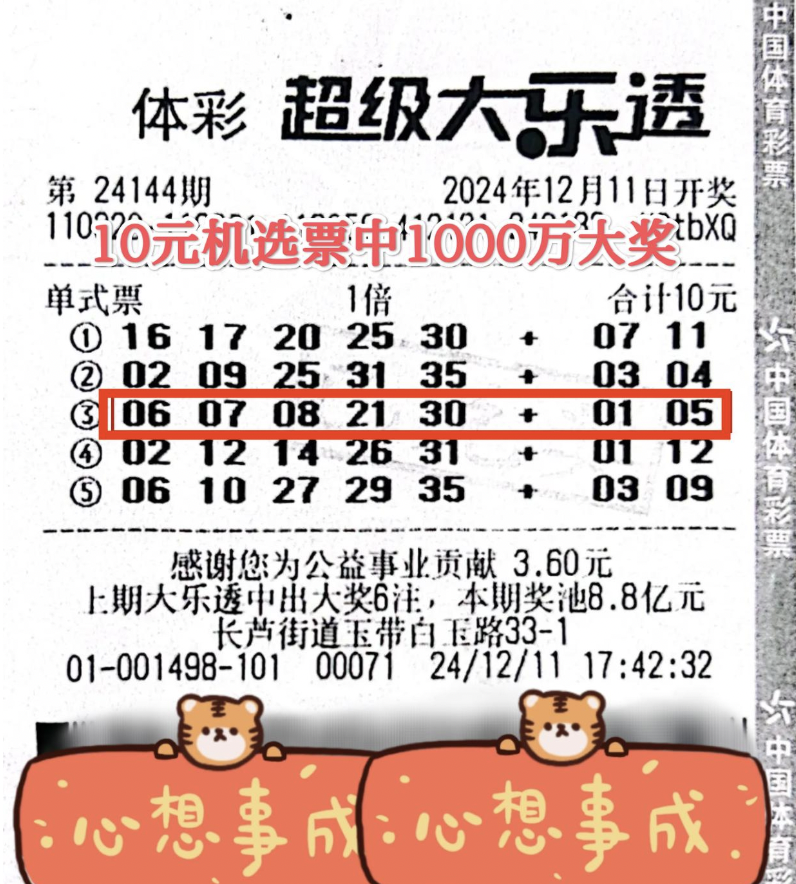 体彩 超级大乐透
第 24144期 2024年12月11日开奖
10元机选票中1000万大奖
单式票 1倍 合计10元
① 16 17 20 25 30 + 07 11
② 02 09 25 31 35 + 03 04
③ 06 07 08 21 30 + 01 05
④ 02 12 14 26 31 + 01 12
⑤ 06 10 27 29 35 + 03 09
感谢您为公益事业贡献 3.60元
上期大乐透中出大奖6注，本期奖池8.8亿元
长芦街道玉带白玉路33-1
01-001498-101 00071 24/12/11 17:42:32
心想事成
心想事成
中国体育彩票
中国体育彩票
中国体育彩